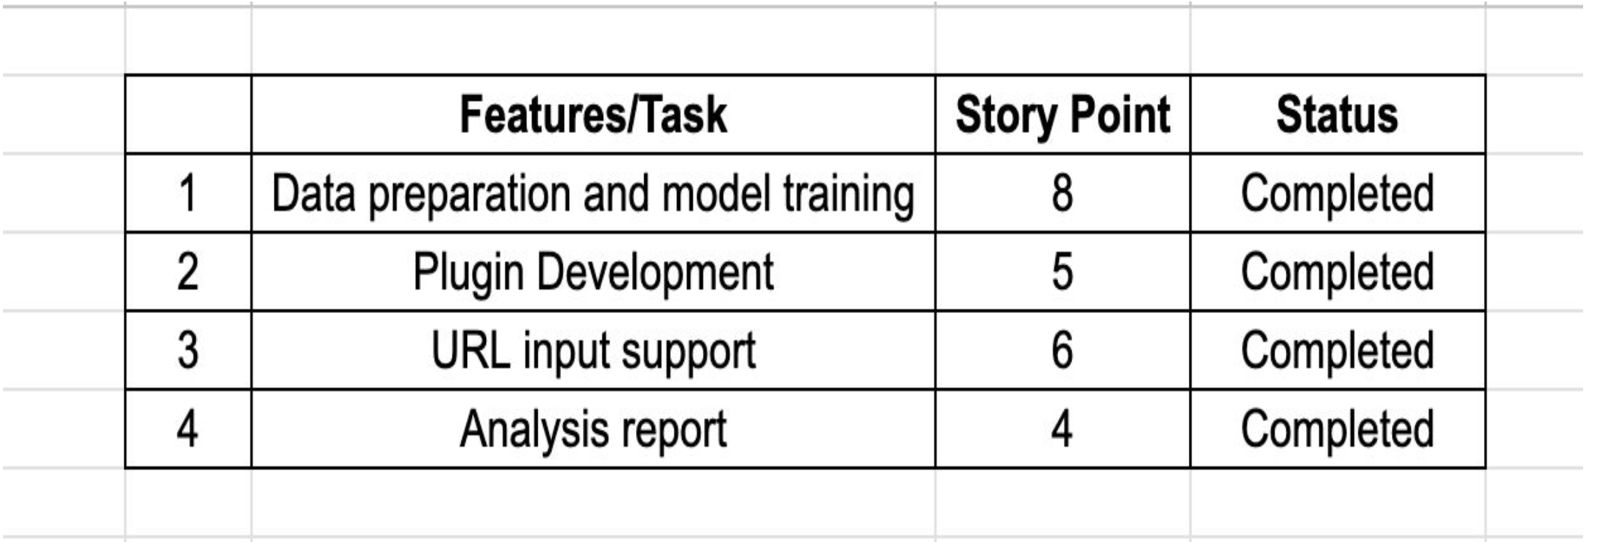 Features/Task Story Point Status
1 Data preparation and model training 8 Completed
2 Plugin Development 5 Completed
3 URL input support 6 Completed
4 Analysis report 4 Completed